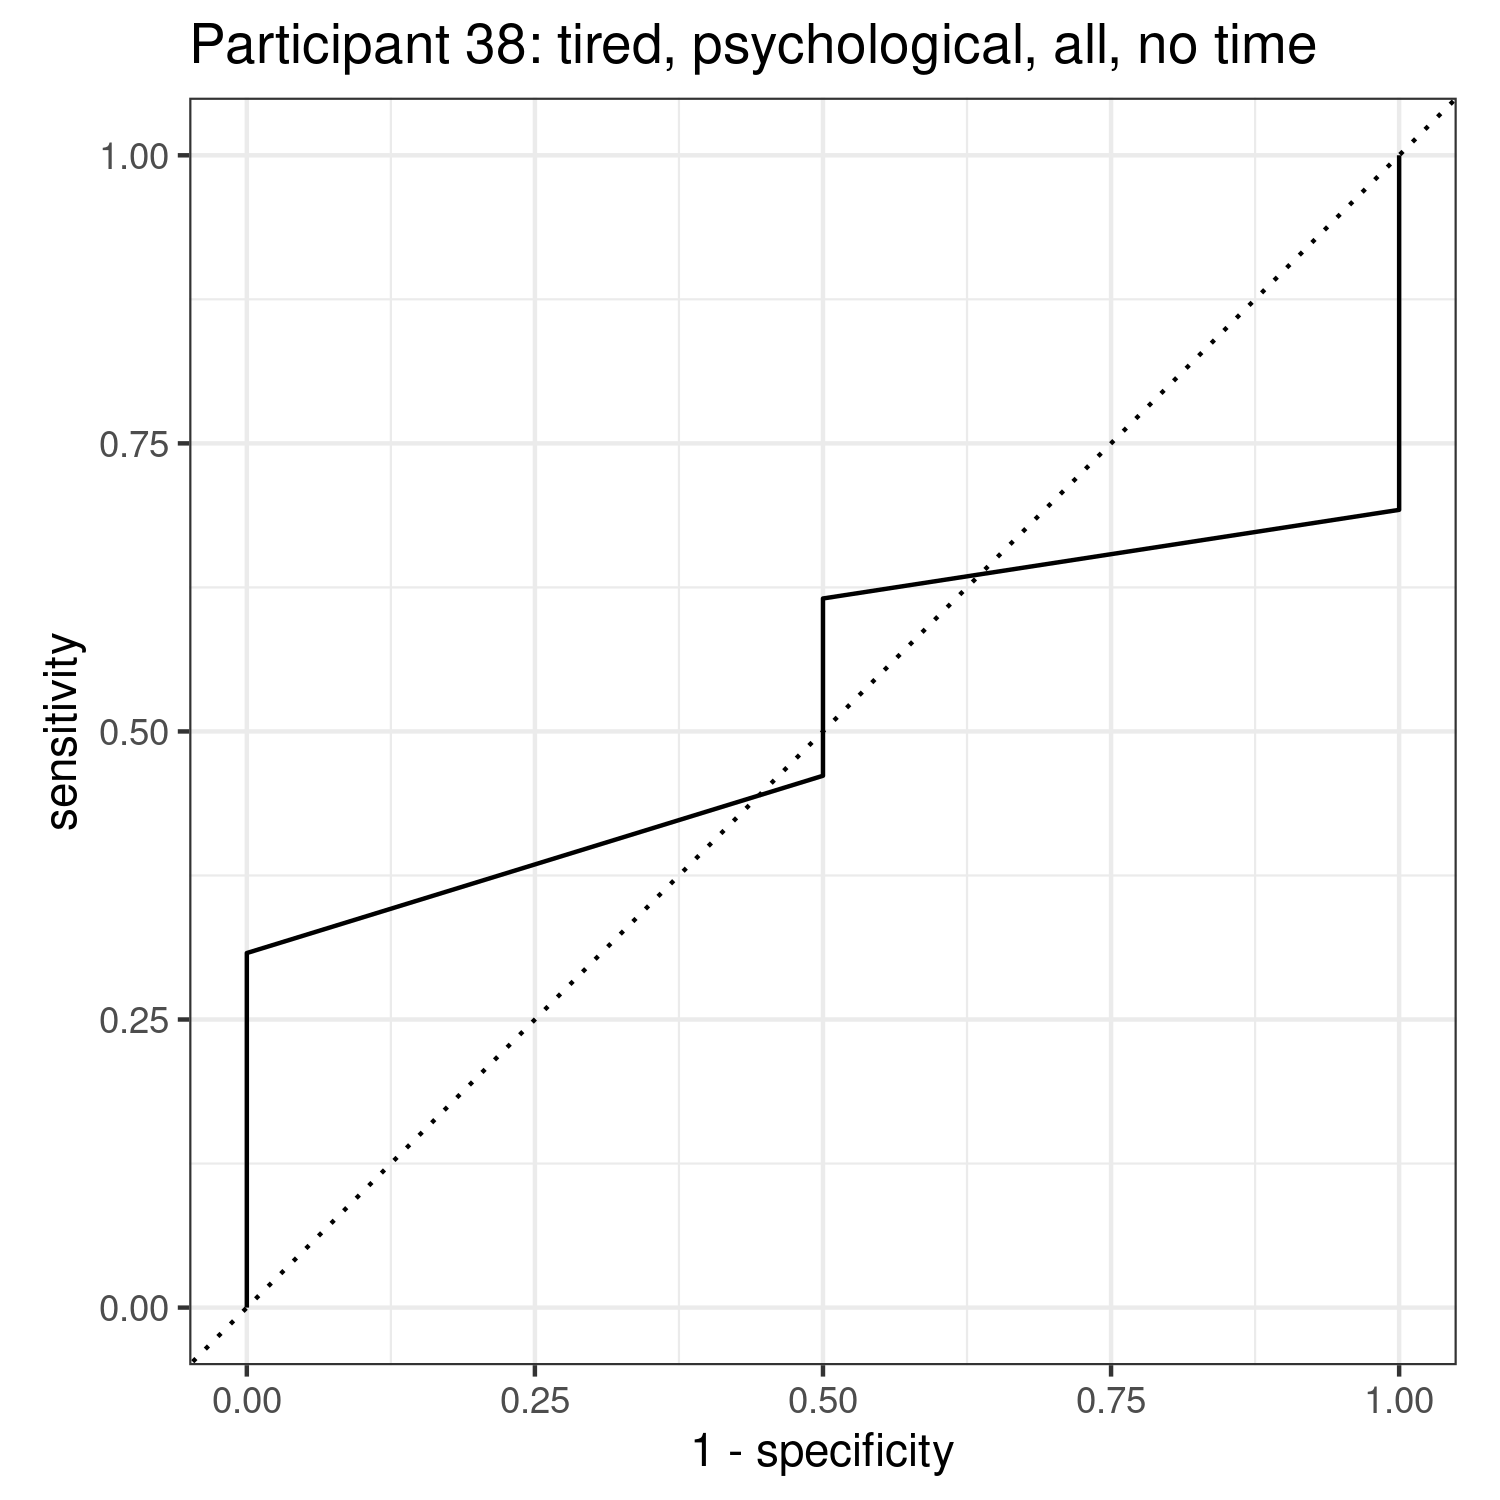 Participant 38: tired, psychological, all, no time
1.00
0.75
0.50
0.25
0.00
sensitivity
0.00 0.25 0.50 0.75 1.00
1 - specificity